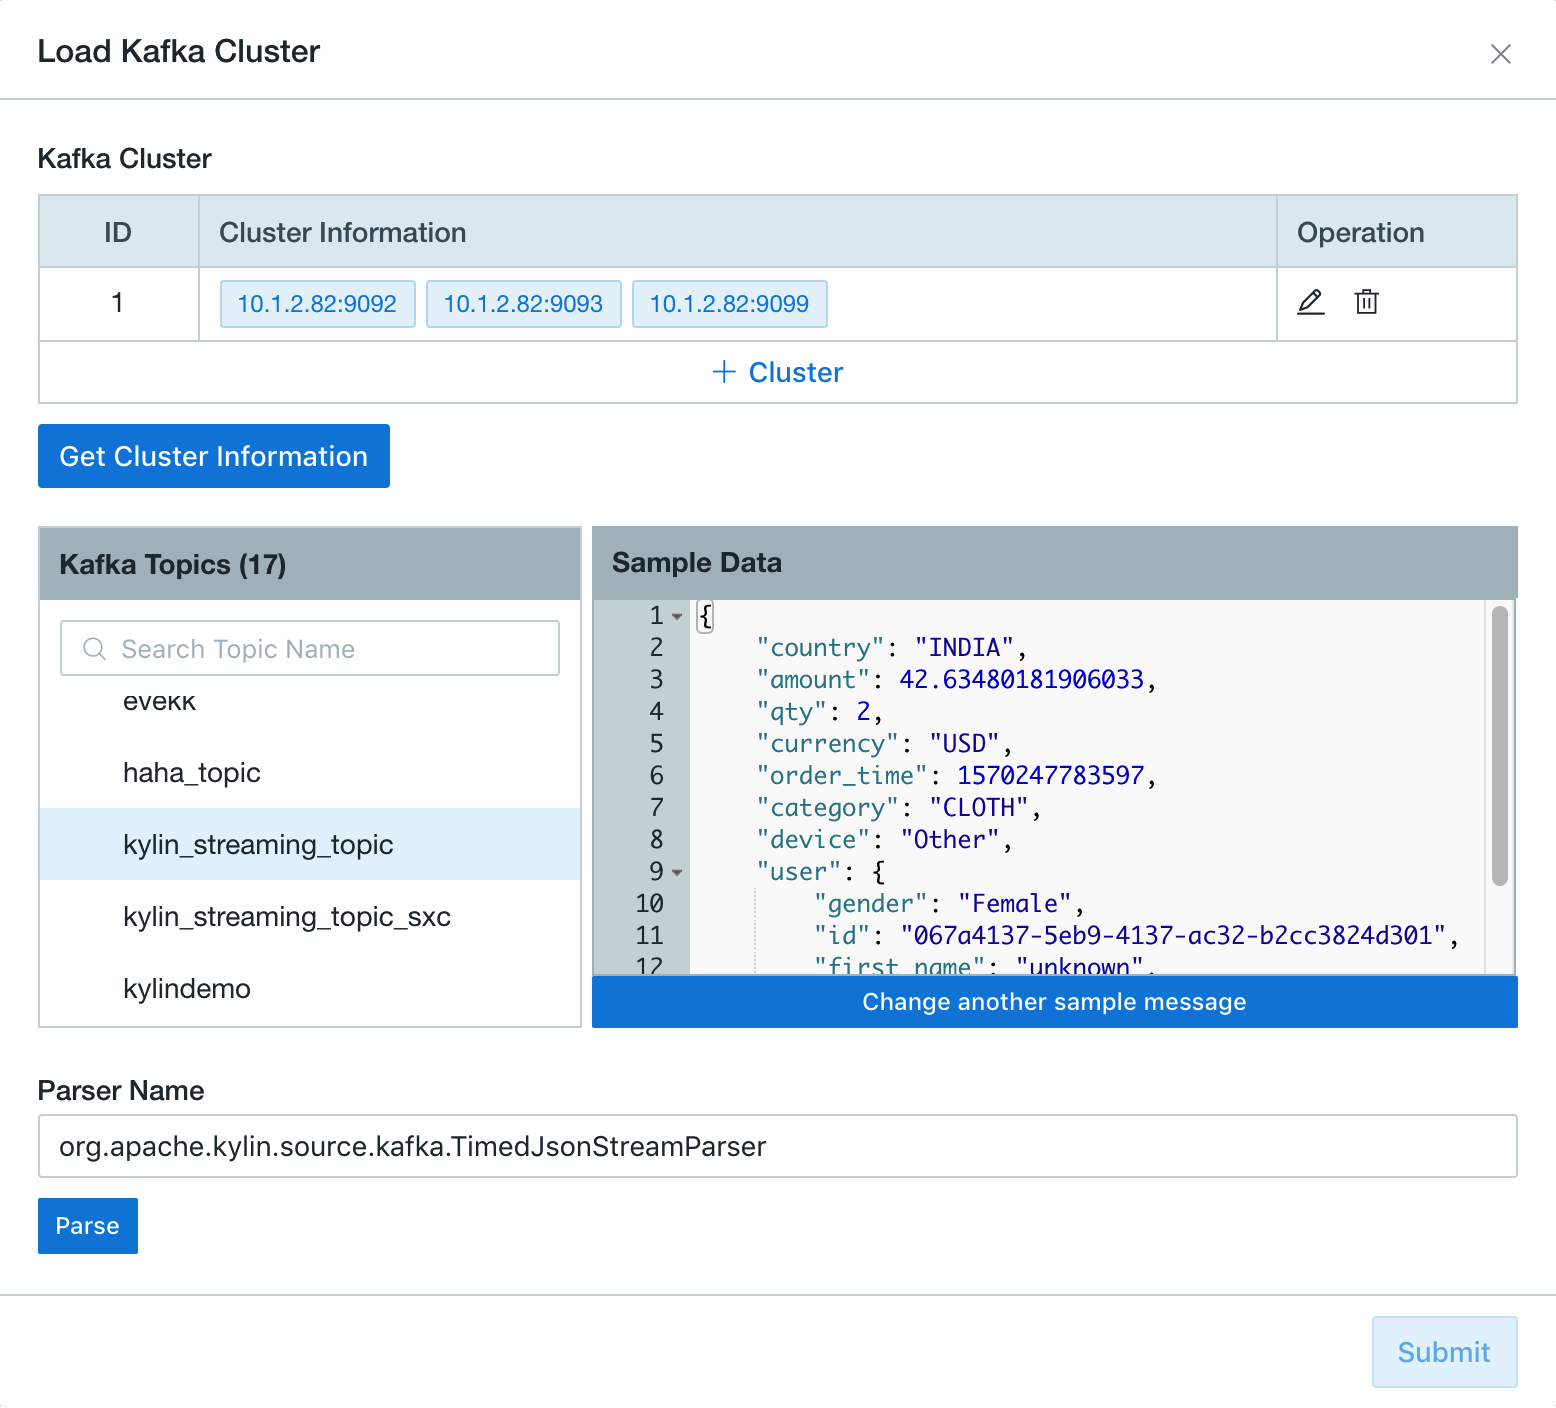 Load Kafka Cluster
Kafka Cluster
ID Cluster Information Operation
1 10.1.2.82:9092 10.1.2.82:9093 10.1.2.82:9099
+ Cluster
Get Cluster Information
Kafka Topics (17)
Search Topic Name
haha_topic
kylin_streaming_topic
kylin_streaming_topic_sxc
kylindemo
Sample Data
1 {
2 "country": "INDIA",
3 "amount": 42.63480181906033,
4 "qty": 2,
5 "currency": "USD",
6 "order_time": 1570247783597,
7 "category": "CLOTH",
8 "device": "Other",
9 "user": {
10 "gender": "Female",
11 "id": "067a4137-5eb9-4137-ac32-b2cc3824d301",
12 "first_name": "unknown",
Change another sample message
Parser Name
org.apache.kylin.source.kafka.TimedJsonStreamParser
Parse
Submit